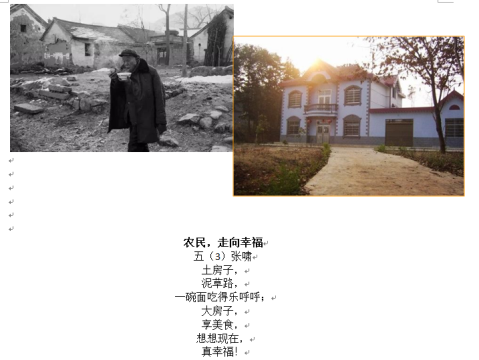 农民，走向幸福
五（3）张啸
土房子，
泥草路，
一碗面吃得乐呼呼；
大房子，
享美食，
想想现在，
真幸福！